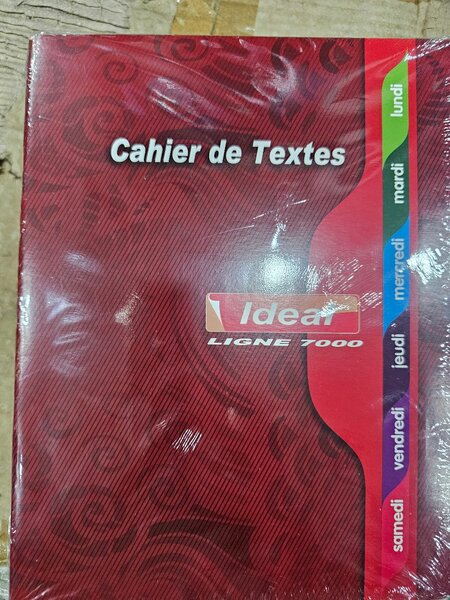 Cahier de Textes
Ideal
LIGNE 7000
lundi
mardi
mercredi
jeudi
vendredi
samedi